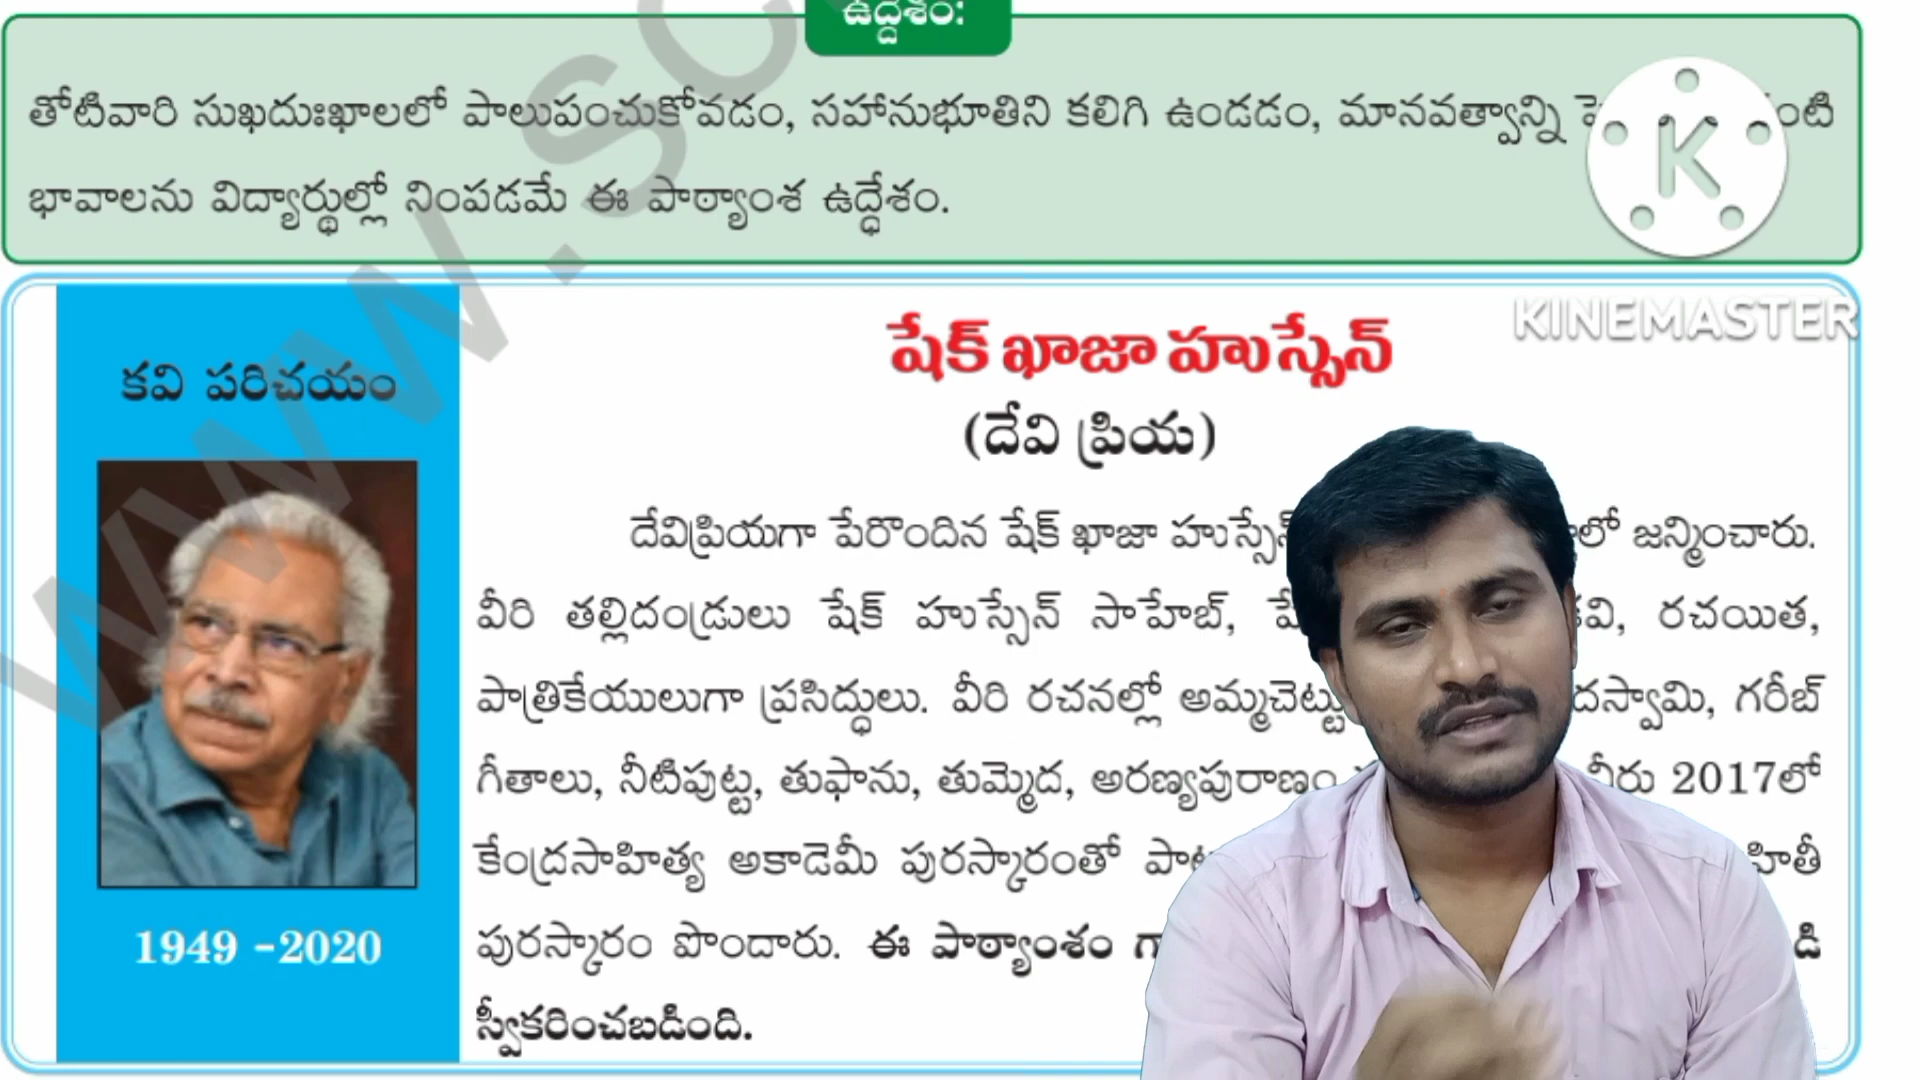 ఉద్దేశం:
తోటివారి సుఖదుఃఖాలలో పాలుపంచుకోవడం, సహానుభూతిని కలిగి ఉండడం, మానవత్వాన్ని
భావాలను విద్యార్థుల్లో నింపడమే ఈ పాఠ్యాంశ ఉద్ధేశం.
K
KINEMASTER
కవి పరిచయం
1949 -2020
షేక్ ఖాజా హుస్సేన్
(దేవి ప్రియ)
దేవిప్రియగా పేరొందిన షేక్ ఖాజా హుస్సేన్ జన్మించారు.
వీరి తల్లిదండ్రులు షేక్ హుస్సేన్ సాహేబ్, రచయిత,
పాత్రికేయులుగా ప్రసిద్ధులు. వీరి రచనల్లో అమ్మచెట్టు గరీబ్
గీతాలు, నీటిపుట్ట, తుఫాను, తుమ్మెద, అరణ్యపురాణం వీరు 2017లో
కేంద్రసాహిత్య అకాడెమీ పురస్కారంతో
పురస్కారం పొందారు. ఈ పాఠ్యాంశం
స్వీకరించబడింది.